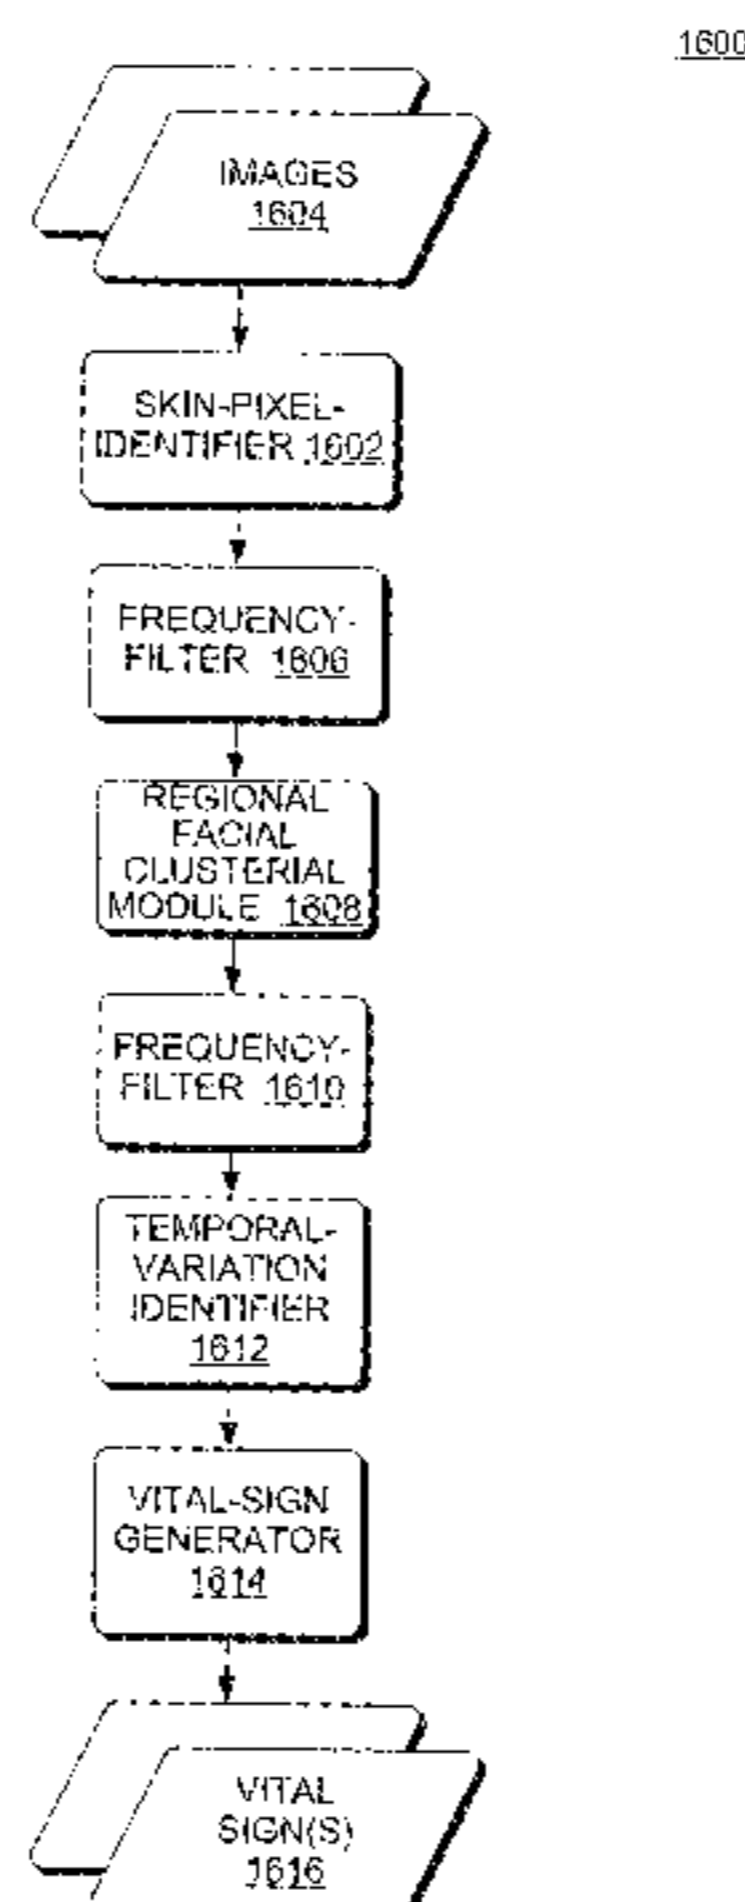 1600
IMAGES
1604
SKIN-PIXEL-
IDENTIFIER 1602
FREQUENCY-
FILTER 1606
REGIONAL
FACIAL
CLUSTERIAL
MODULE 1608
FREQUENCY-
FILTER 1610
TEMPORAL-
VARIATION
IDENTIFIER
1612
VITAL-SIGN
GENERATOR
1614
VITAL
SIGN(S)
1616